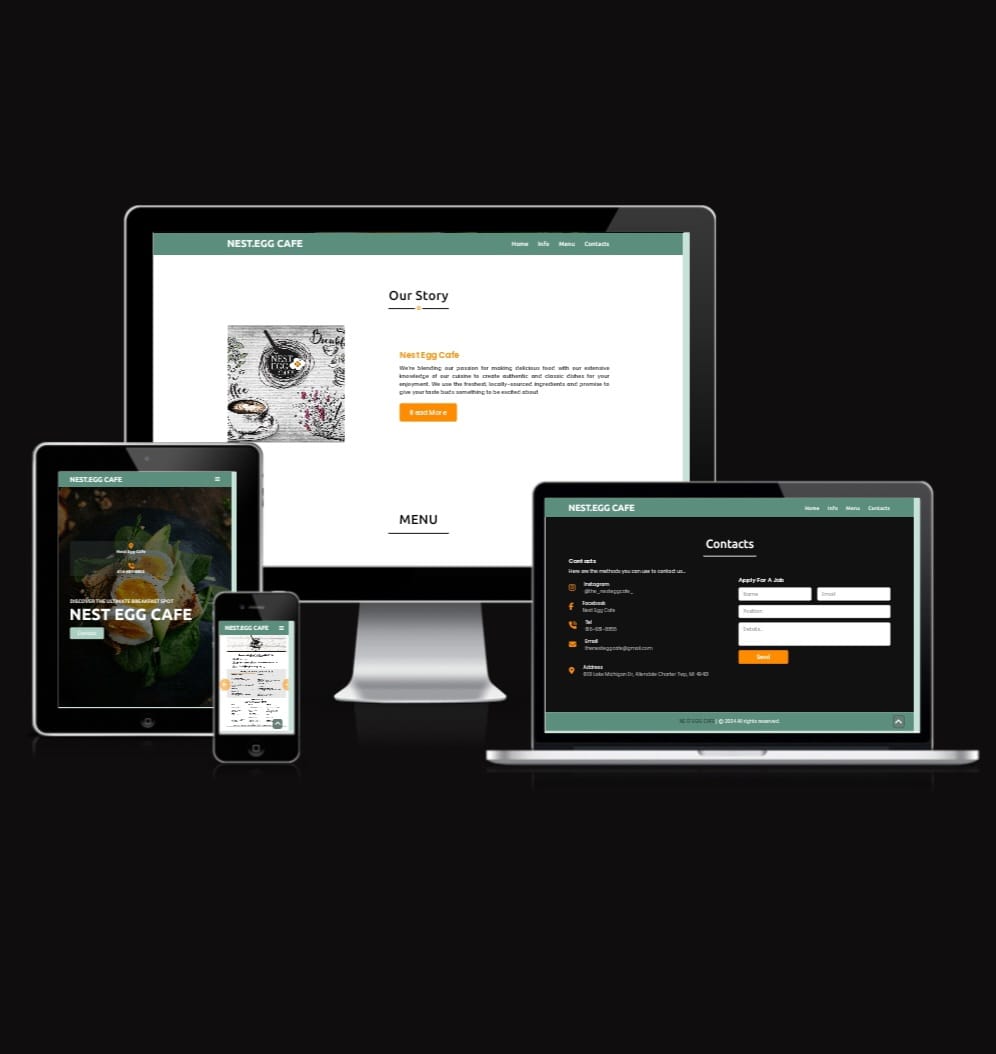 NEST.EGG CAFE
Home Info Menu Contacts
Our Story
NEST
EGG
CAFE
Nest Egg Cafe
We're blending our passion for making delicious food with our extensive
knowledge of our cuisine to create authentic and classic dishes for your
enjoyment. We use the freshest, locally-sourced ingredients and promise to
give your taste buds something to be excited about
Read More
MENU
NEST.EGG CAFE
Nest Egg Cafe
DISCOVER THE ULTIMATE BREAKFAST SPOT
NEST EGG CAFE
Contact
NEST.EGG CAFE
NEST.EGG CAFE
Home Info Menu Contacts
Contacts
Contacts
Here are the methods you can use to contact us...
Instagram
@the_nesteggcafe_
Facebook
Nest Egg Cafe
Tel
Email
thenesteggcafe@gmail.com
Address
Lake Michigan Dr, Allendale Charter Twp, MI 49401
Apply For A Job
Name
Email
Position
Details...
Send
NEST EGG CAFE | © 2024 All rights reserved.